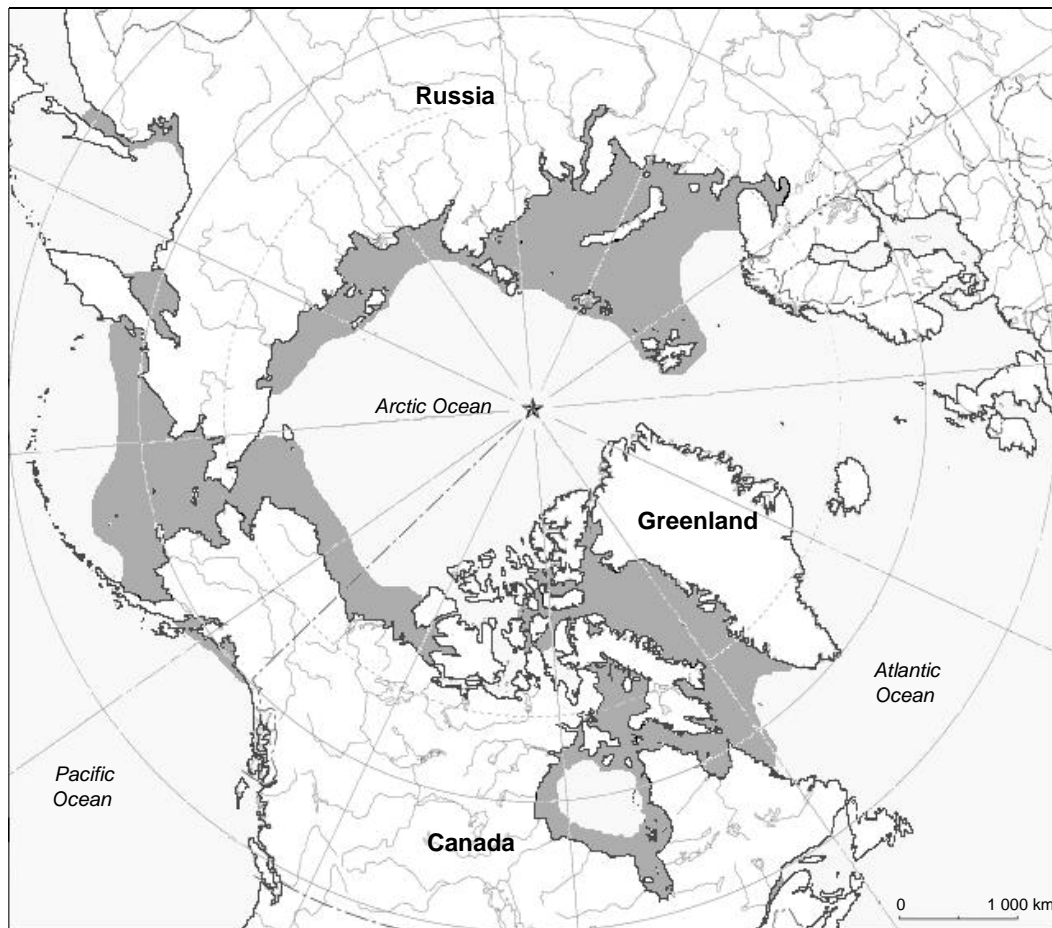 Russia
Arctic Ocean
Greenland
Atlantic
Ocean
Pacific
Ocean
Canada
0 1 000 km